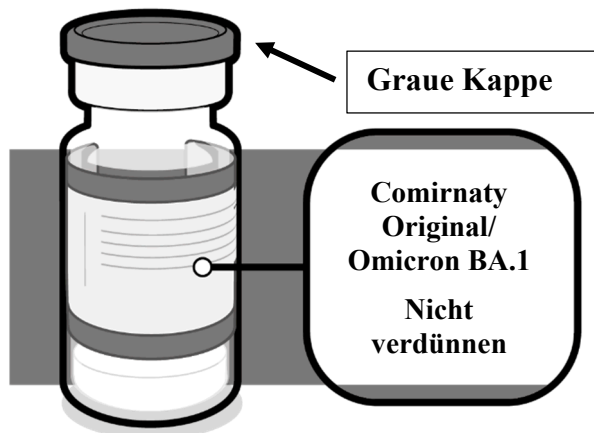 Graue Kappe
Comirnaty
Original/
Omicron BA.1
Nicht
verdünnen